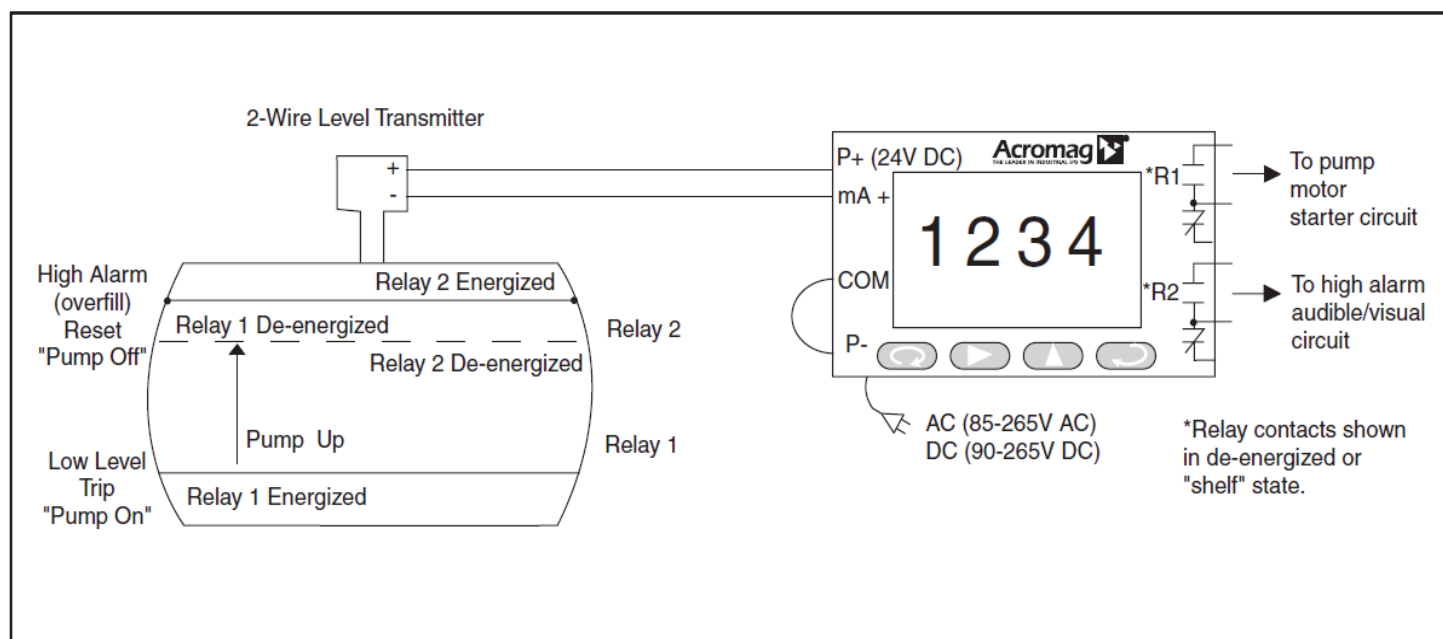 2-Wire Level Transmitter
+
-
High Alarm
(overfill)
Reset
"Pump Off"
Low Level
Trip
"Pump On"
Relay 2 Energized
Relay 1 De-energized
Relay 2 De-energized
Pump Up
Relay 1 Energized
Relay 2
Relay 1
P+ (24V DC)
Acromag
THE LEADER IN INDUSTRIAL I/O
mA +
1234
COM
P-
*R1
*R2
To pump
motor
starter circuit
To high alarm
audible/visual
circuit
AC (85-265V AC)
DC (90-265V DC)
*Relay contacts shown
in de-energized or
"shelf" state.